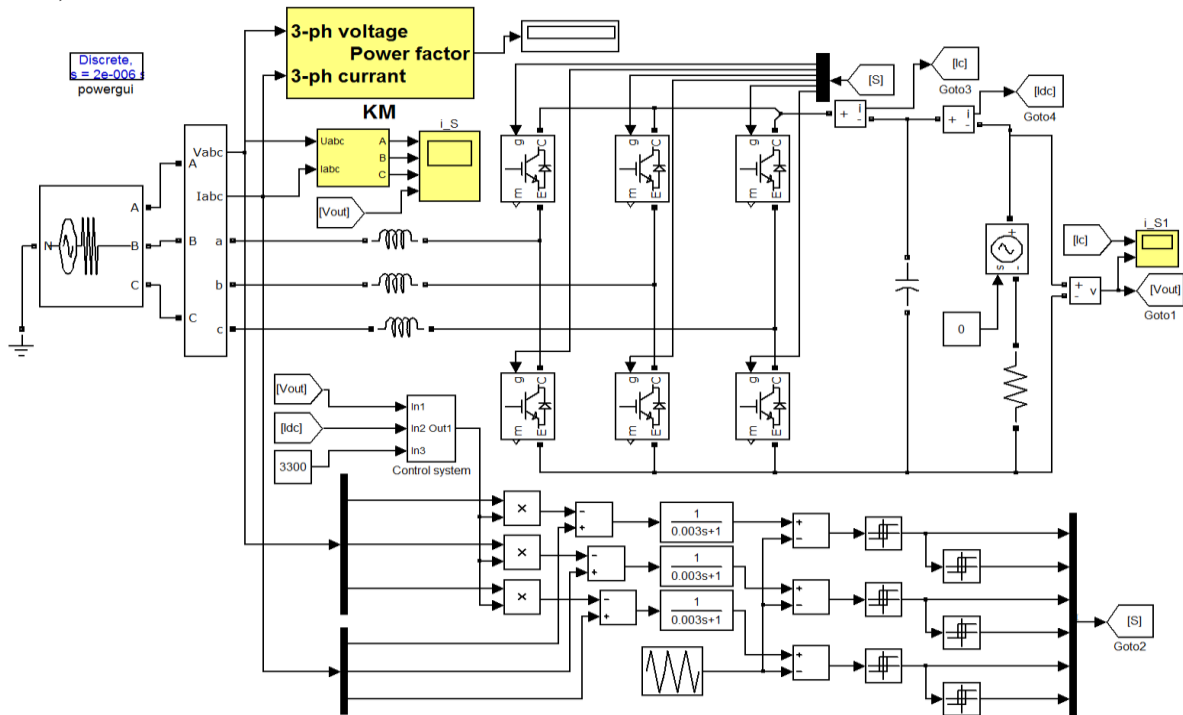 Discrete,
s = 2e-006 s
powergui
3-ph voltage
Power factor
3-ph currant
KM
Uabc
Iabc
A
B
C
i_S
[Vout]
N
A
B
C
A
B
C
Vabc
Iabc
a
b
c
g
C
m
E
g
C
m
E
g
C
m
E
g
C
m
E
g
C
m
E
g
C
m
E
[S]
+
i
-
[Ic]
Goto3
+
i
-
[Idc]
Goto4
s
+
-
0
+
-
v
[Ic]
i_S1
[Vout]
Goto1
[Vout]
[Idc]
3300
In1
In2 Out1
In3
Control system
×
×
×
-
+
-
+
-
+
1
0.003s+1
1
0.003s+1
1
0.003s+1
+
-
+
-
+
-
[S]
Goto2